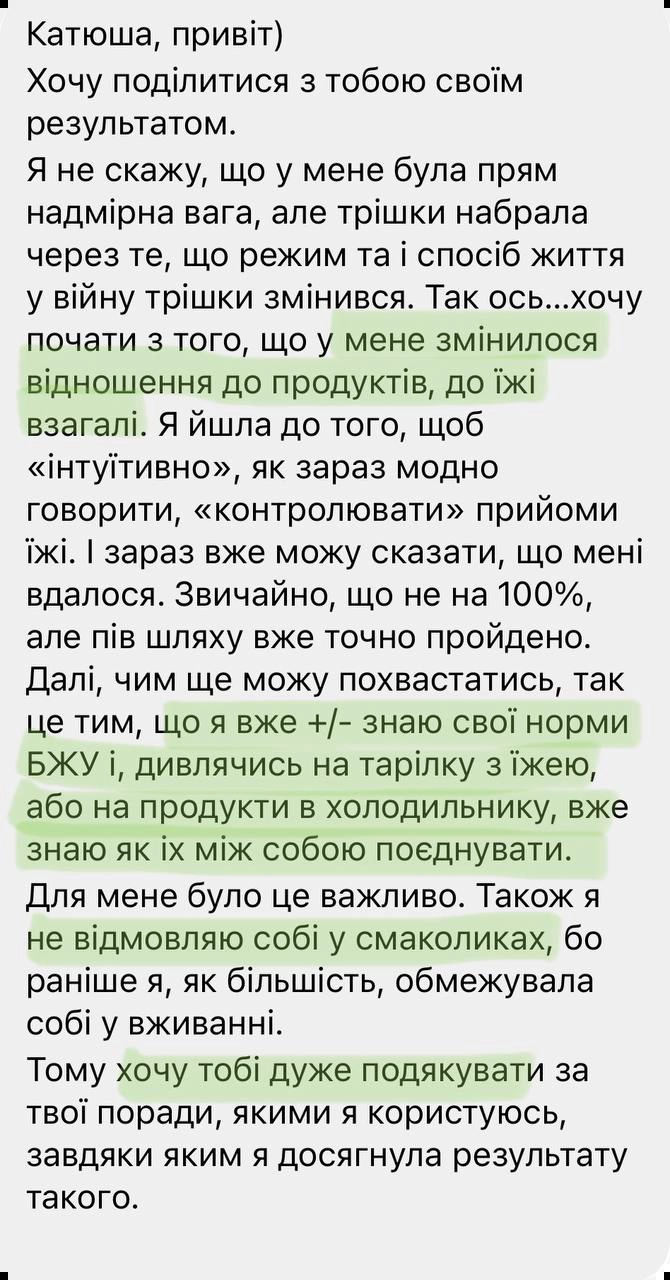 Катюша, привіт)
Хочу поділитися з тобою своїм
результатом.
Я не скажу, що у мене була прям
надмірна вага, але трішки набрала
через те, що режим та і спосіб життя
у війну трішки змінився. Так ось...хочу
почати з того, що у мене змінилося
відношення до продуктів, до їжі
взагалі. Я йшла до того, щоб
«інтуїтивно», як зараз модно
говорити, «контролювати» прийоми
їжі. І зараз вже можу сказати, що мені
вдалося. Звичайно, що не на 100%,
але пів шляху вже точно пройдено.
Далі, чим ще можу похвастатись, так
це тим, що я вже +/- знаю свої норми
БЖУ і, дивлячись на тарілку з їжею,
або на продукти в холодильнику, вже
знаю як їх між собою поєднувати.
Для мене було це важливо. Також я
не відмовляю собі у смаколиках, бо
раніше я, як більшість, обмежувала
собі у вживанні.
Тому хочу тобі дуже подякувати за
твої поради, якими я користуюсь,
завдяки яким я досягнула результату
такого.